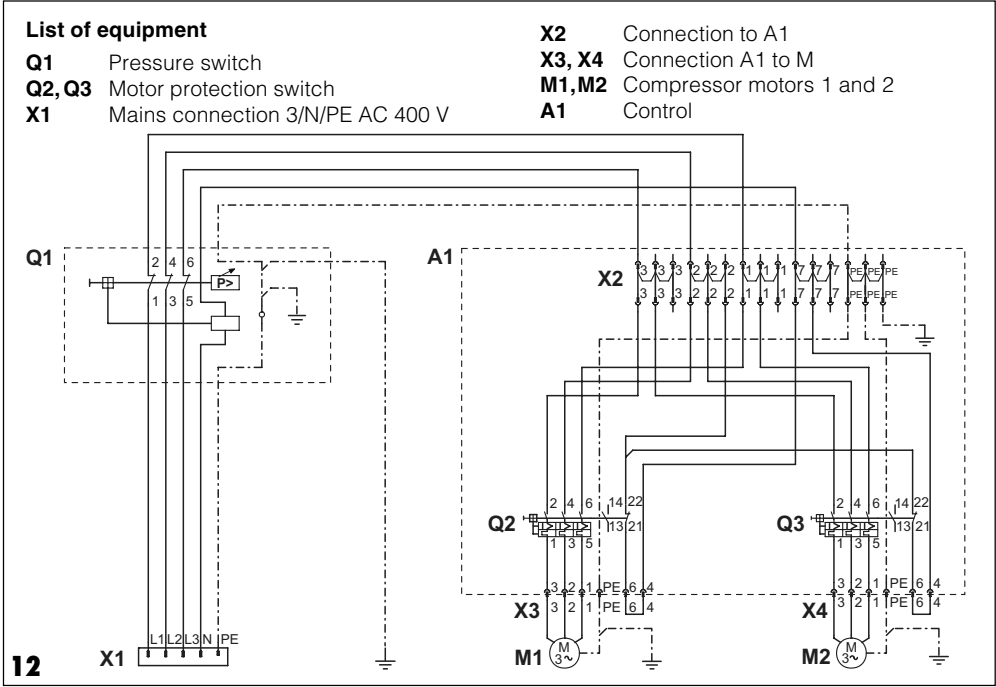 List of equipment
Q1 Pressure switch
Q2, Q3 Motor protection switch
X1 Mains connection 3/N/PE AC 400 V
X2 Connection to A1
X3, X4 Connection A1 to M
M1, M2 Compressor motors 1 and 2
A1 Control
Q1
2 4 6
P>
1 3 5
A1
X2
3 3 3 2 2 2 1 1 1 7 7 7 PE PE PE
3 3 3 2 2 2 1 1 1 7 7 7 PE PE PE
Q2
2 4 6 14 22
13 21
1 3 5
Q3
2 4 6 14 22
13 21
1 3 5
3 2 1 PE 6 4
X3
3 2 1 PE 6 4
3 2 1 PE 6 4
X4
3 2 1 PE 6 4
M1
M
3~
M2
M
3~
L1 L2 L3 N PE
X1
12